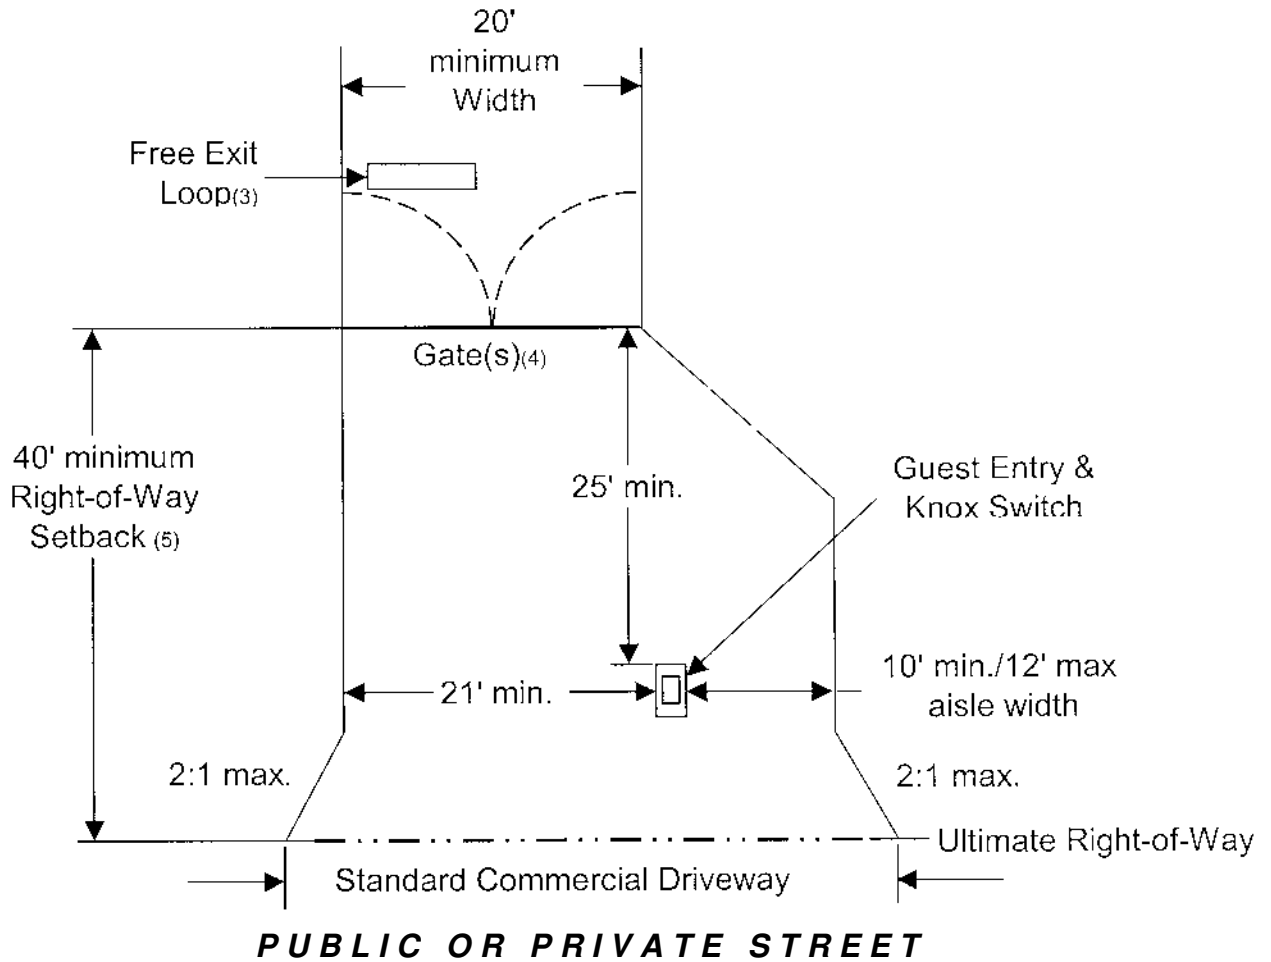 20'
minimum
Width
Free Exit
Loop(3)
Gate(s)(4)
40' minimum
Right-of-Way
Setback (5)
25' min.
Guest Entry &
Knox Switch
21' min.
10' min./12' max
aisle width
2:1 max.
2:1 max.
Ultimate Right-of-Way
Standard Commercial Driveway
PUBLIC OR PRIVATE STREET